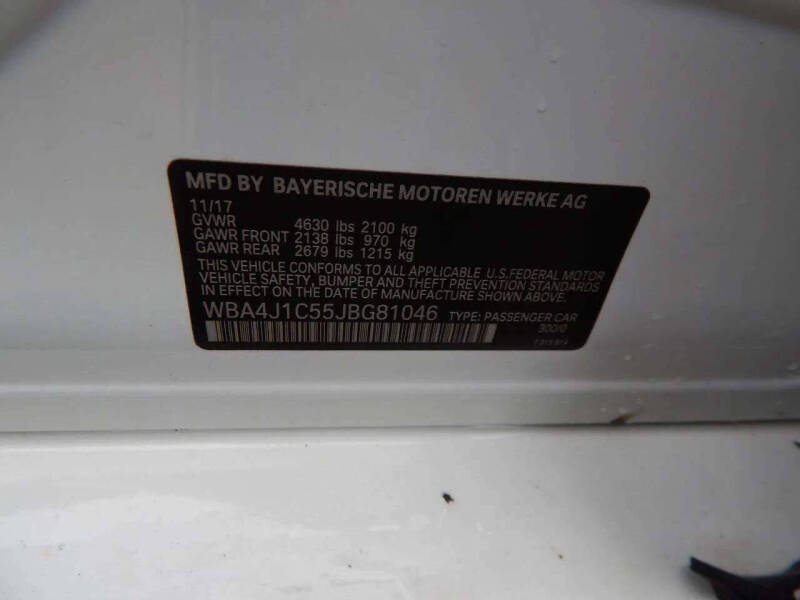 MFD BY BAYERISCHE MOTOREN WERKE AG
11/17
GVWR 4630 lbs 2100 kg
GAWR FRONT 2138 lbs 970 kg
GAWR REAR 2679 lbs 1215 kg
THIS VEHICLE CONFORMS TO ALL APPLICABLE U.S.FEDERAL MOTOR
VEHICLE SAFETY, BUMPER AND THEFT PREVENTION STANDARDS
IN EFFECT ON THE DATE OF MANUFACTURE SHOWN ABOVE.
WBA4J1C55JBG81046 TYPE: PASSENGER CAR
300/0